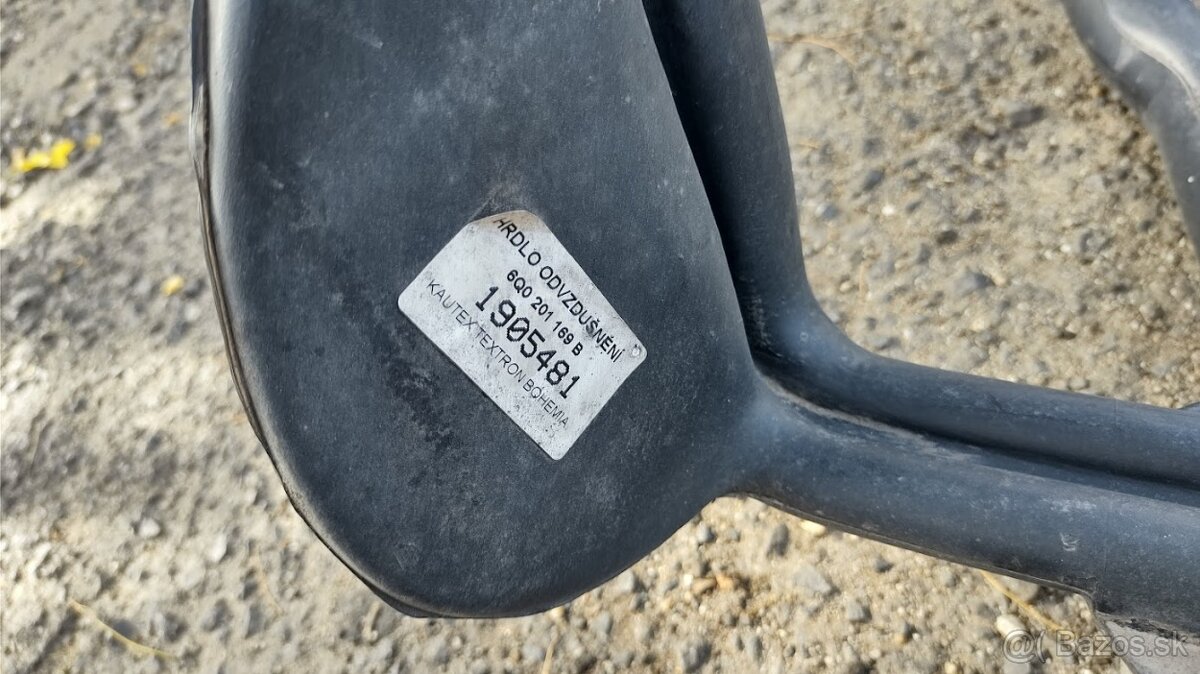 HRDLO ODVZDUŠNĚNÍ
6Q0 201 169 B
1905481
KAUTEX TEXTRON BOHEMIA
@( Bazos.sk